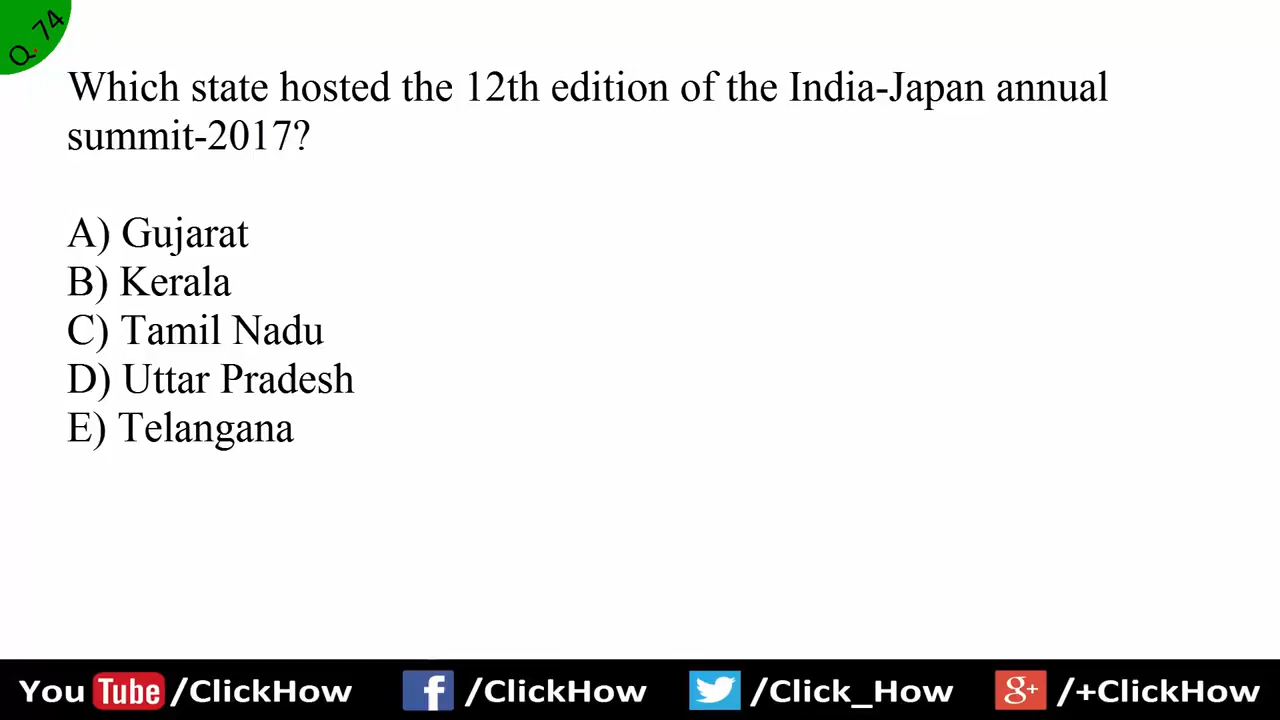 Q. 74
Which state hosted the 12th edition of the India-Japan annual
summit-2017?
A) Gujarat
B) Kerala
C) Tamil Nadu
D) Uttar Pradesh
E) Telangana
You Tube /ClickHow f /ClickHow /Click_How g+ /+ClickHow